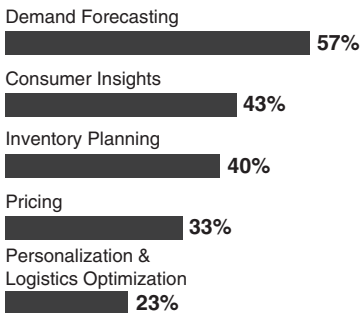 Demand Forecasting
57%
Consumer Insights
43%
Inventory Planning
40%
Pricing
33%
Personalization &
Logistics Optimization
23%